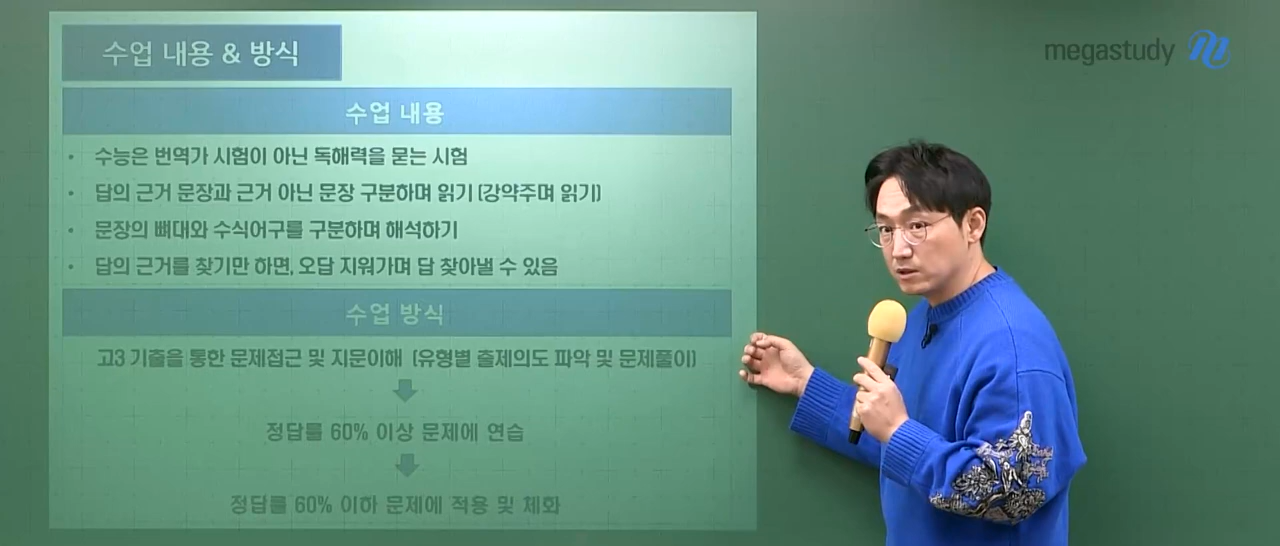 수업 내용 & 방식
megastudy
수업 내용
• 수능은 번역가 시험이 아닌 독해력을 묻는 시험
• 답의 근거 문장과 근거 아닌 문장 구분하며 읽기 (강약주며 읽기)
• 문장의 뼈대와 수식어구를 구분하며 해석하기
• 답의 근거를 찾기만 하면, 오답 지워가며 답 찾아낼 수 있음
수업 방식
고3 기출을 통한 문제접근 및 지문이해 (유형별 출제의도 파악 및 문제풀이)
정답률 60% 이상 문제에 연습
정답률 60% 이하 문제에 적용 및 체화